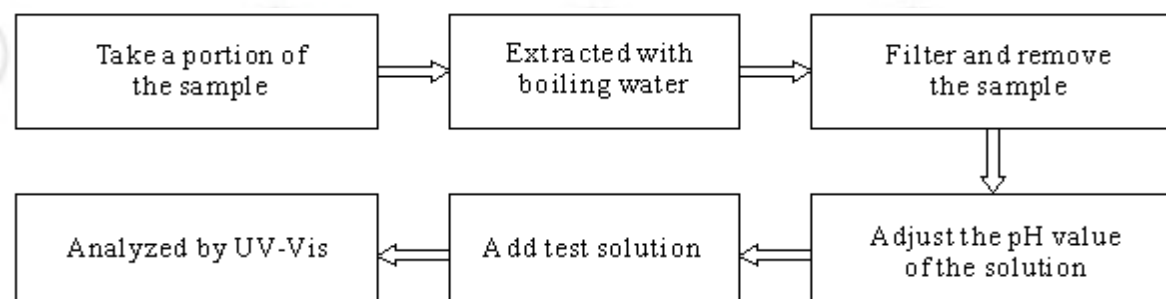 Take a portion of
the sample
Extracted with
boiling water
Filter and remove
the sample
Adjust the pH value
of the solution
Add test solution
Analyzed by UV-Vis